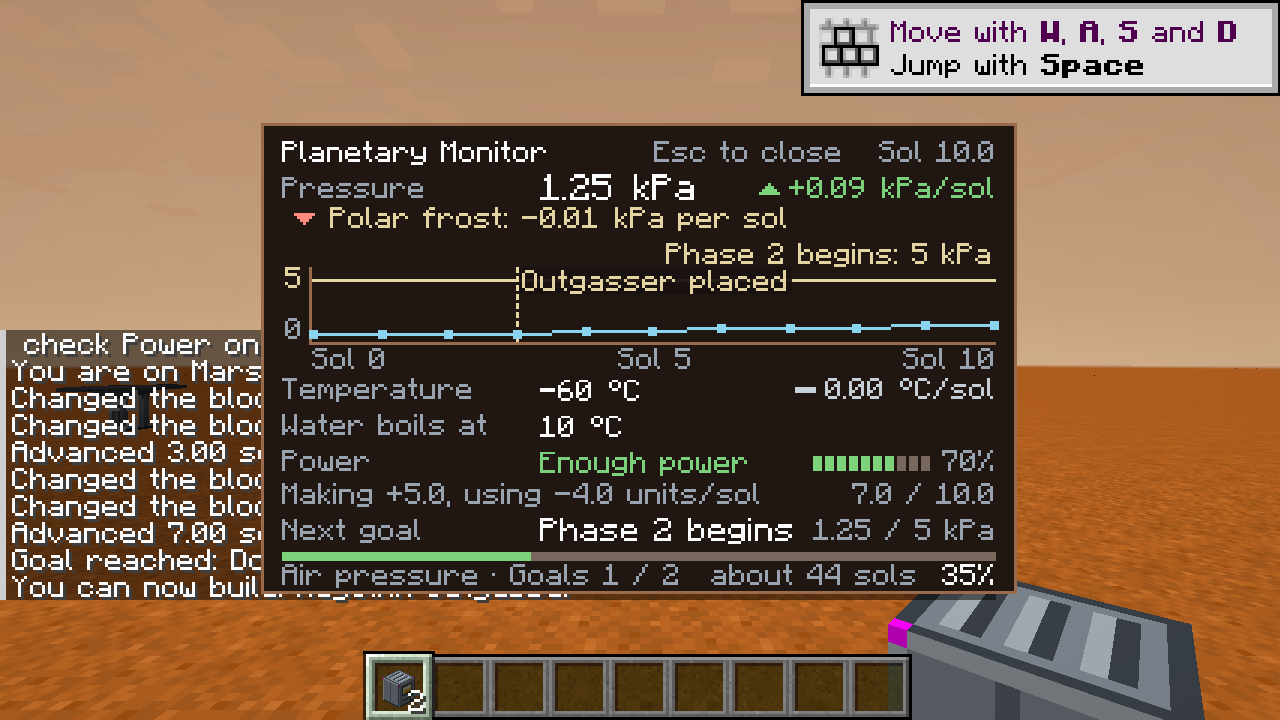 Move with W, A, S and D
Jump with Space
Planetary Monitor Esc to close Sol 10.0
Pressure 1.25 kPa +0.09 kPa/sol
Polar frost: −0.01 kPa per sol
Phase 2 begins: 5 kPa
5 Outgasser placed
0
Sol 0 Sol 5 Sol 10
Temperature −60 °C 0.00 °C/sol
Water boils at 10 °C
Power Enough power 70%
Making +5.0, using −4.0 units/sol 7.0 / 10.0
Next goal Phase 2 begins 1.25 / 5 kPa
Air pressure · Goals 1 / 2 about 44 sols 35%
check Power on
You are on Mars
Changed the
Changed the
Advanced 3.00
Changed the
Changed the
Advanced 7.00
Goal reached:
You can now build
2